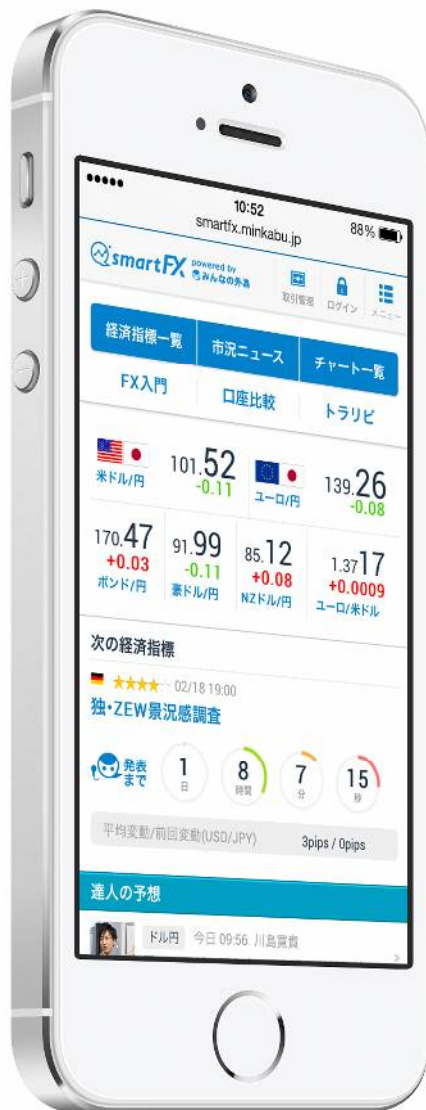 10:52
smartfx.minkabu.jp
88%
smartFX powered by みんなの外為
取引管理 ログイン メニュー
経済指標一覧 市況ニュース チャート一覧
FX入門 口座比較 トラリピ
101.52 139.26
-0.11 -0.08
米ドル/円 ユーロ/円
170.47 91.99 85.12 1.3717
+0.03 -0.11 +0.08 +0.0009
ポンド/円 豪ドル/円 NZドル/円 ユーロ/米ドル
次の経済指標
02/18 19:00
独・ZEW景況感調査
発表まで
1 8 7 15
日 時間 分 秒
平均変動/前回変動(USD/JPY) 3pips / 0pips
達人の予想
ドル円 今日 09:56 川島寛貴